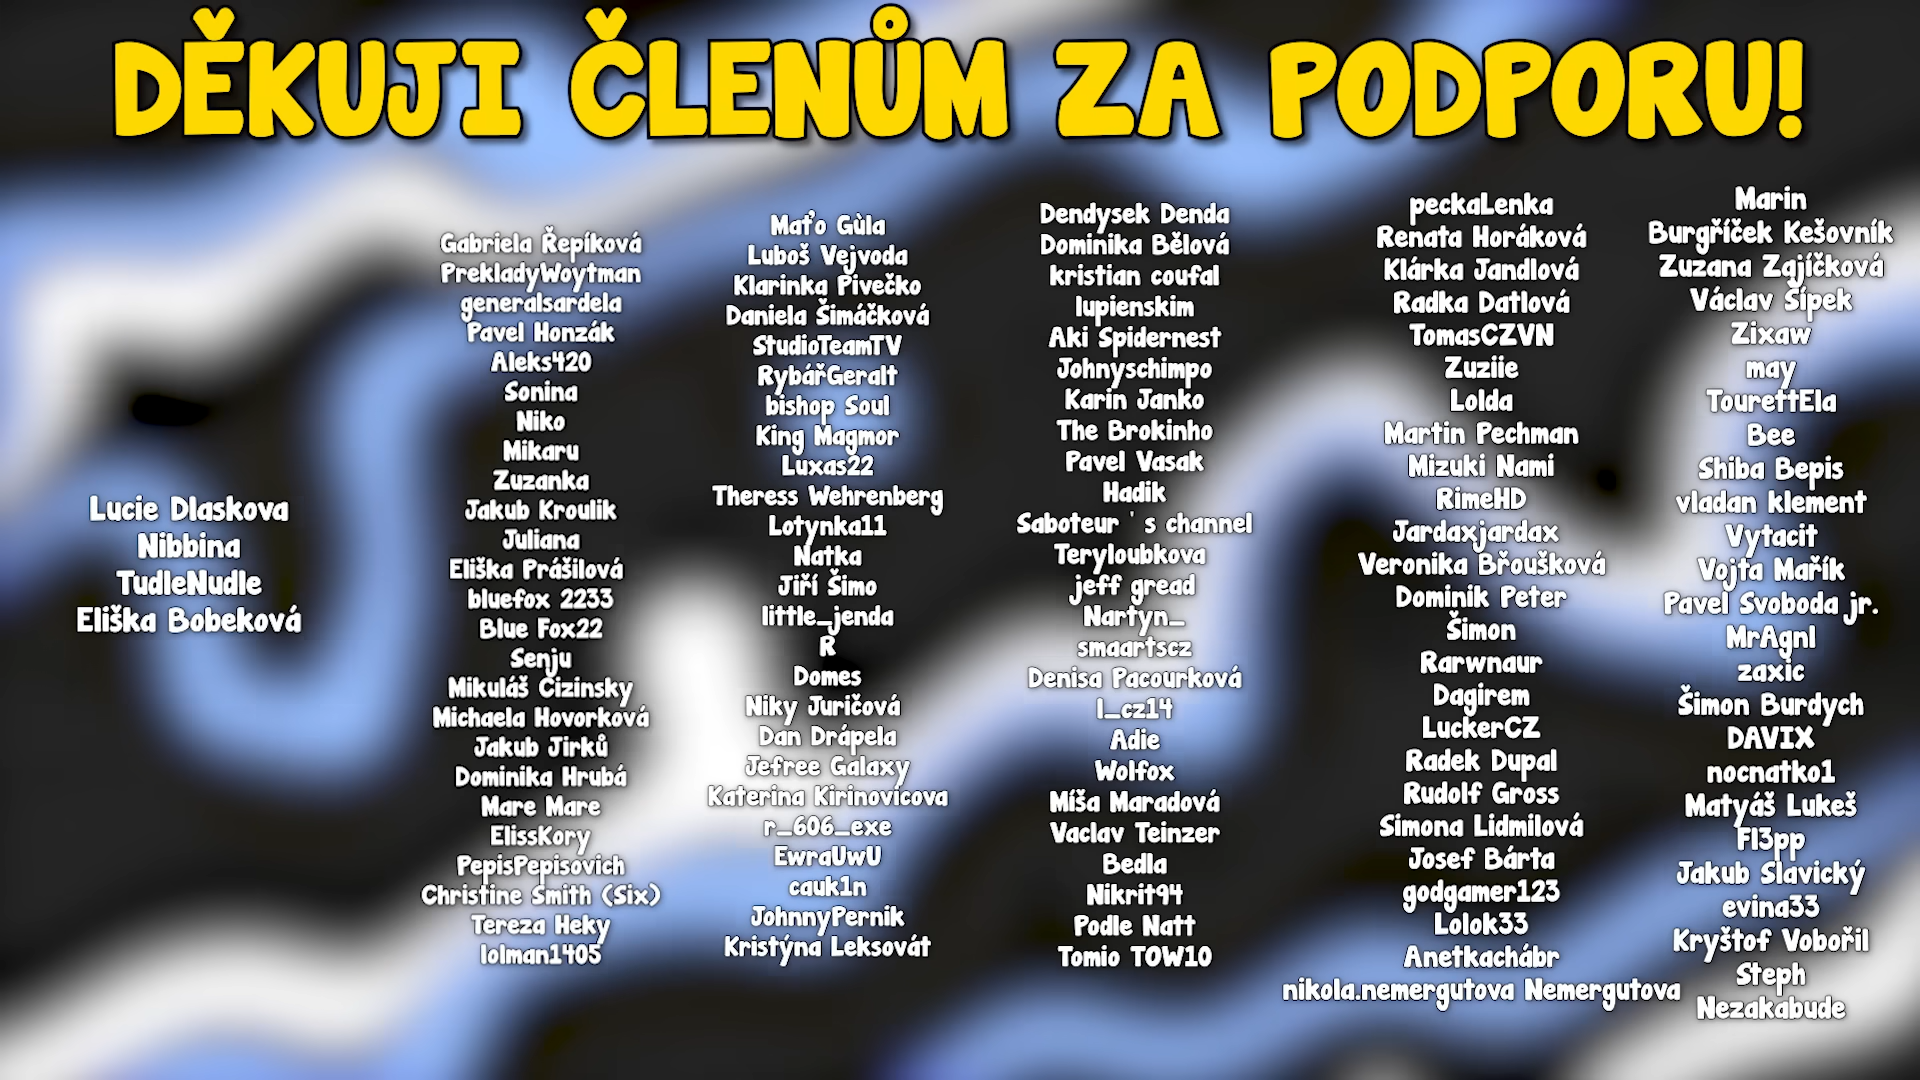 DĚKUJI ČLENŮM ZA PODPORU!
Lucie Dlaskova
Nibbina
TudleNudle
Eliška Bobeková
Gabriela Řepíková
PrekladyWoytman
generalsardela
Pavel Honzák
Aleks420
Sonina
Niko
Mikaru
Zuzanka
Jakub Kroulik
Juliana
Eliška Prášilová
bluefox 2233
Blue Fox22
Senju
Mikuláš Čizinsky
Michaela Hovorková
Jakub Jirků
Dominika Hrubá
Mare Mare
ElissKory
PepisPepisovich
Christine Smith (Six)
Tereza Heky
lolman1405
Maťo Gùla
Luboš Vejvoda
Klarinka Pivečko
Daniela Šimáčková
StudioTeamTV
RybářGeralt
bishop Soul
King Magmor
Luxas22
Theress Wehrenberg
Lotynka11
Natka
Jiří Šimo
little_jenda
R
Domes
Niky Juričová
Dan Drápela
Jefree Galaxy
Katerina Kirinovicova
r_606_exe
EwraUwU
cauk1n
JohnnyPernik
Kristýna Leksovát
Dendysek Denda
Dominika Bělová
kristian coufal
lupienskim
Aki Spidernest
Johnyschimpo
Karin Janko
The Brokinho
Pavel Vasak
Hadik
Saboteur ' s channel
Teryloubkova
jeff gread
Nartyn_
smaartscz
Denisa Pacourková
l_cz14
Adie
Wolfox
Míša Maradová
Vaclav Teinzer
Bedla
Nikrit94
Podle Natt
Tomio TOW10
peckaLenka
Renata Horáková
Klárka Jandlová
Radka Datlová
TomasCZVN
Zuziie
Lolda
Martin Pechman
Mizuki Nami
RimeHD
Jardaxjardax
Veronika Břoušková
Dominik Peter
Šimon
Rarwnaur
Dagirem
LuckerCZ
Radek Dupal
Rudolf Gross
Simona Lidmilová
Josef Bárta
godgamer123
Lolok33
Anetkachábr
nikola.nemergutova Nemergutova
Marin
Burgříček Kešovník
Zuzana Zajíčková
Václav Šípek
Zixaw
may
TourettEla
Bee
Shiba Bepis
vladan klement
Vytacit
Vojta Mařík
Pavel Svoboda jr.
MrAgnl
zaxic
Šimon Burdych
DAVIX
nocnatko1
Matyáš Lukeš
Fl3pp
Jakub Slavický
evina33
Kryštof Vobořil
Steph
Nezakabude